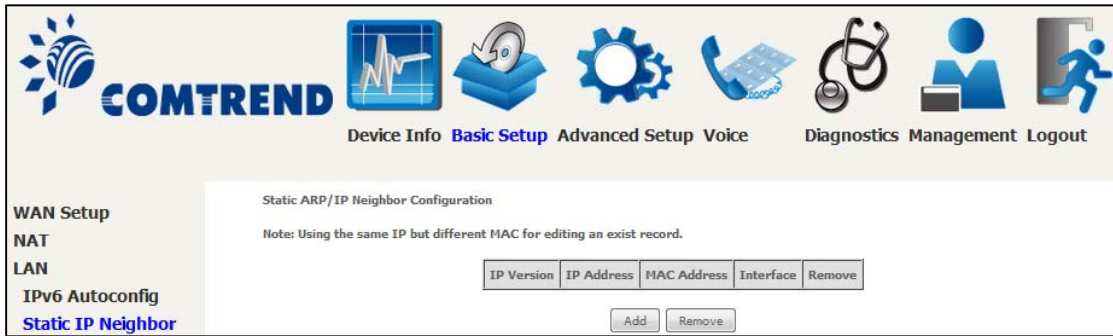 COMTREND
Device Info Basic Setup Advanced Setup Voice Diagnostics Management Logout
WAN Setup
NAT
LAN
IPv6 Autoconfig
Static IP Neighbor
Static ARP/IP Neighbor Configuration
Note: Using the same IP but different MAC for editing an exist record.
IP Version IP Address MAC Address Interface Remove
Add Remove